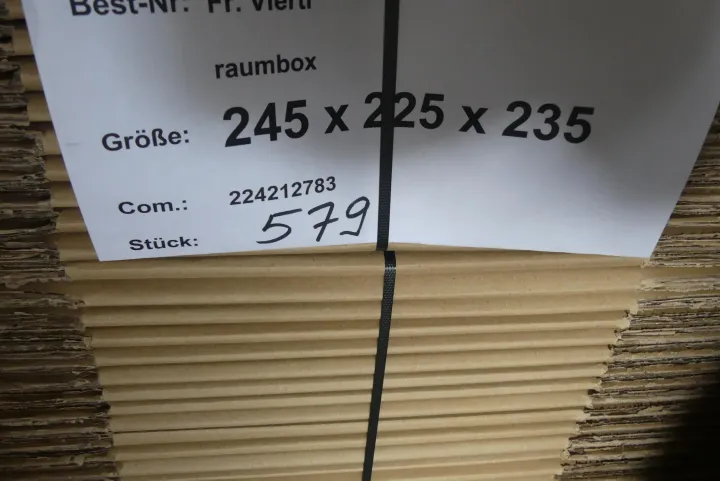 Best-Nr: Fr. Viertl
raumbox
Größe: 245 x 225 x 235
Com.: 224212783
Stück: 579